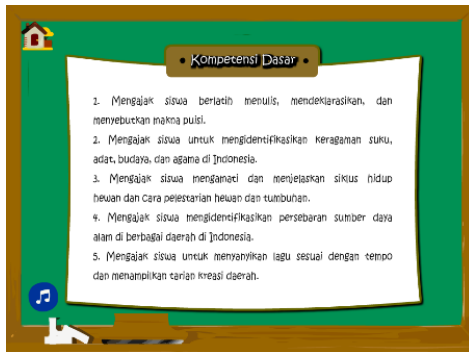 Kompetensi Dasar
1. Mengajak siswa berlatih menulis, mendeklarasikan, dan
menyebutkan makna puisi.
2. Mengajak siswa untuk mengidentifikasikan keragaman suku,
adat, budaya, dan agama di Indonesia.
3. Mengajak siswa mengamati dan menjelaskan siklus hidup
hewan dan cara pelestarian hewan dan tumbuhan.
4. Mengajak siswa mengidentifikasikan persebaran sumber daya
alam di berbagai daerah di Indonesia.
5. Mengajak siswa untuk menyanyikan lagu sesuai dengan tempo
dan menampilkan tarian kreasi daerah.